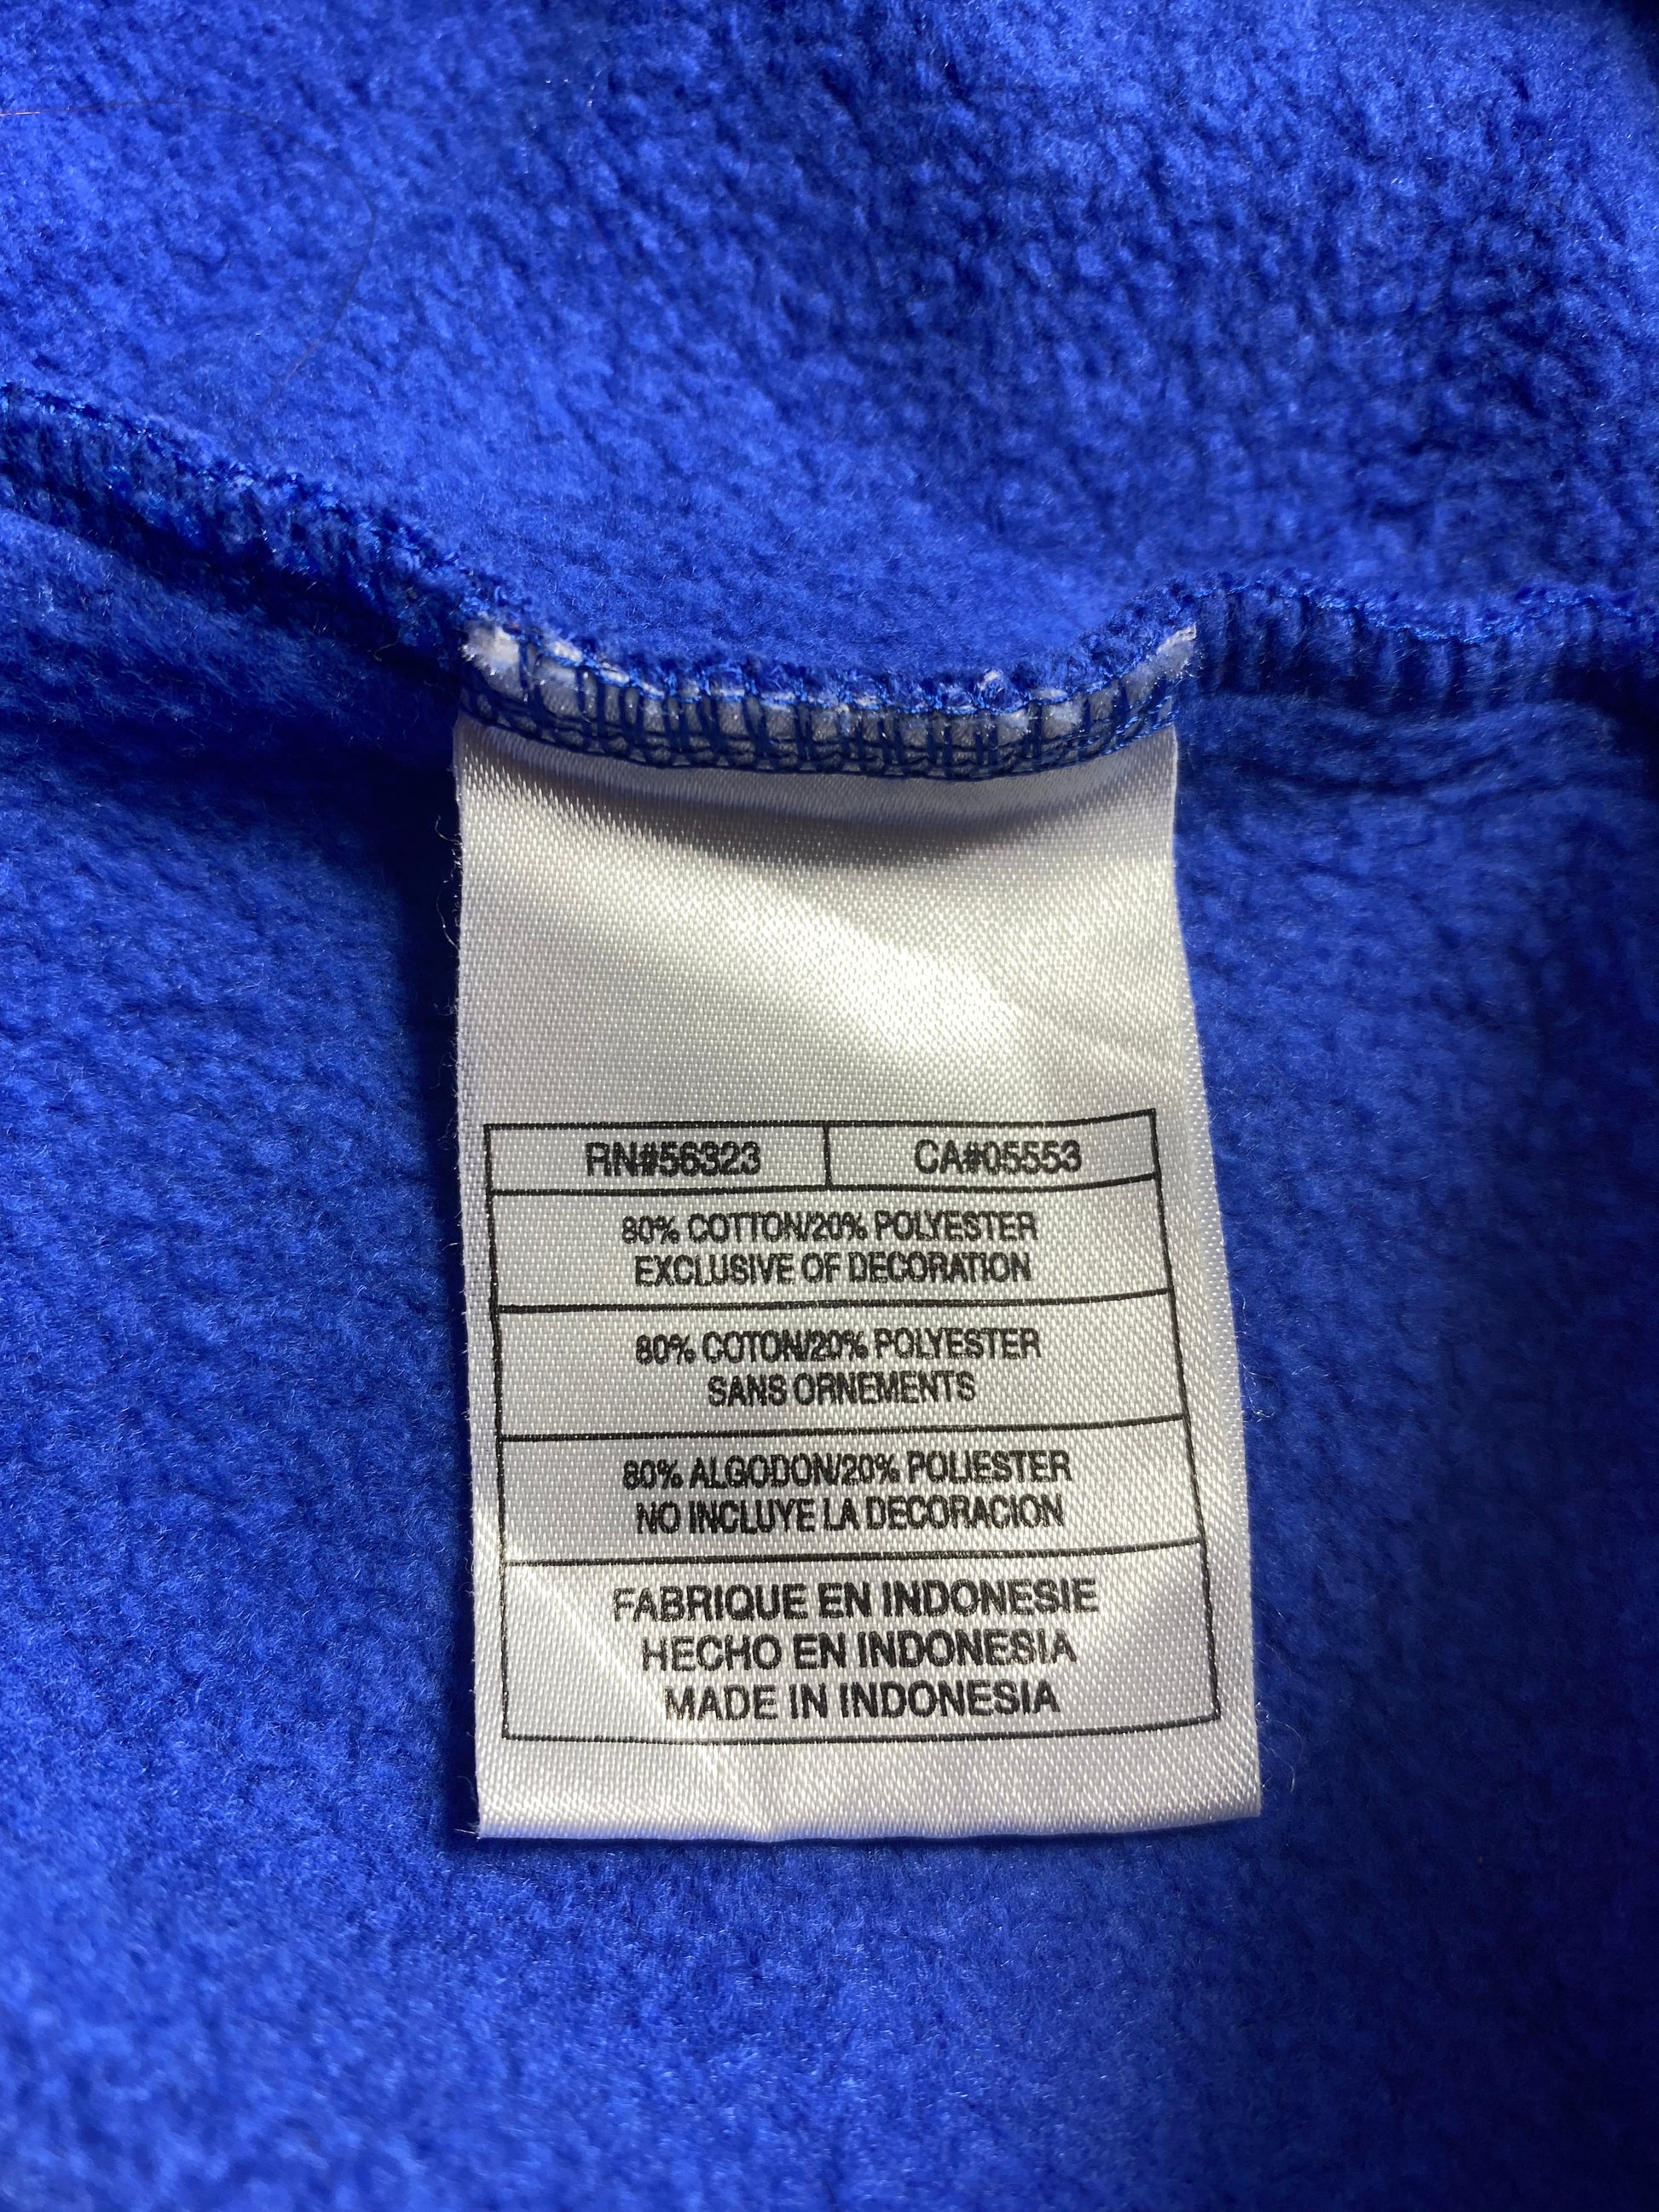 RN#56323 CA#05553
80% COTTON/20% POLYESTER
EXCLUSIVE OF DECORATION
80% COTON/20% POLYESTER
SANS ORNEMENTS
80% ALGODON/20% POLIESTER
NO INCLUYE LA DECORACION
FABRIQUE EN INDONESIE
HECHO EN INDONESIA
MADE IN INDONESIA